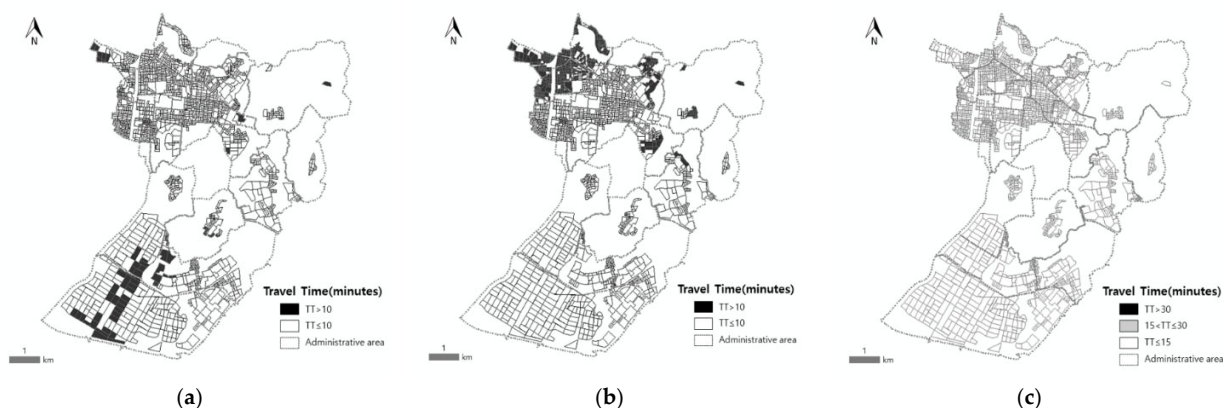 N
Travel Time(minutes)
TT>10
TT≤10
Administrative area
1
km
(a)
N
Travel Time(minutes)
TT>10
TT≤10
Administrative area
1
km
(b)
N
Travel Time(minutes)
TT>30
15<TT≤30
TT≤15
Administrative area
1
km
(c)